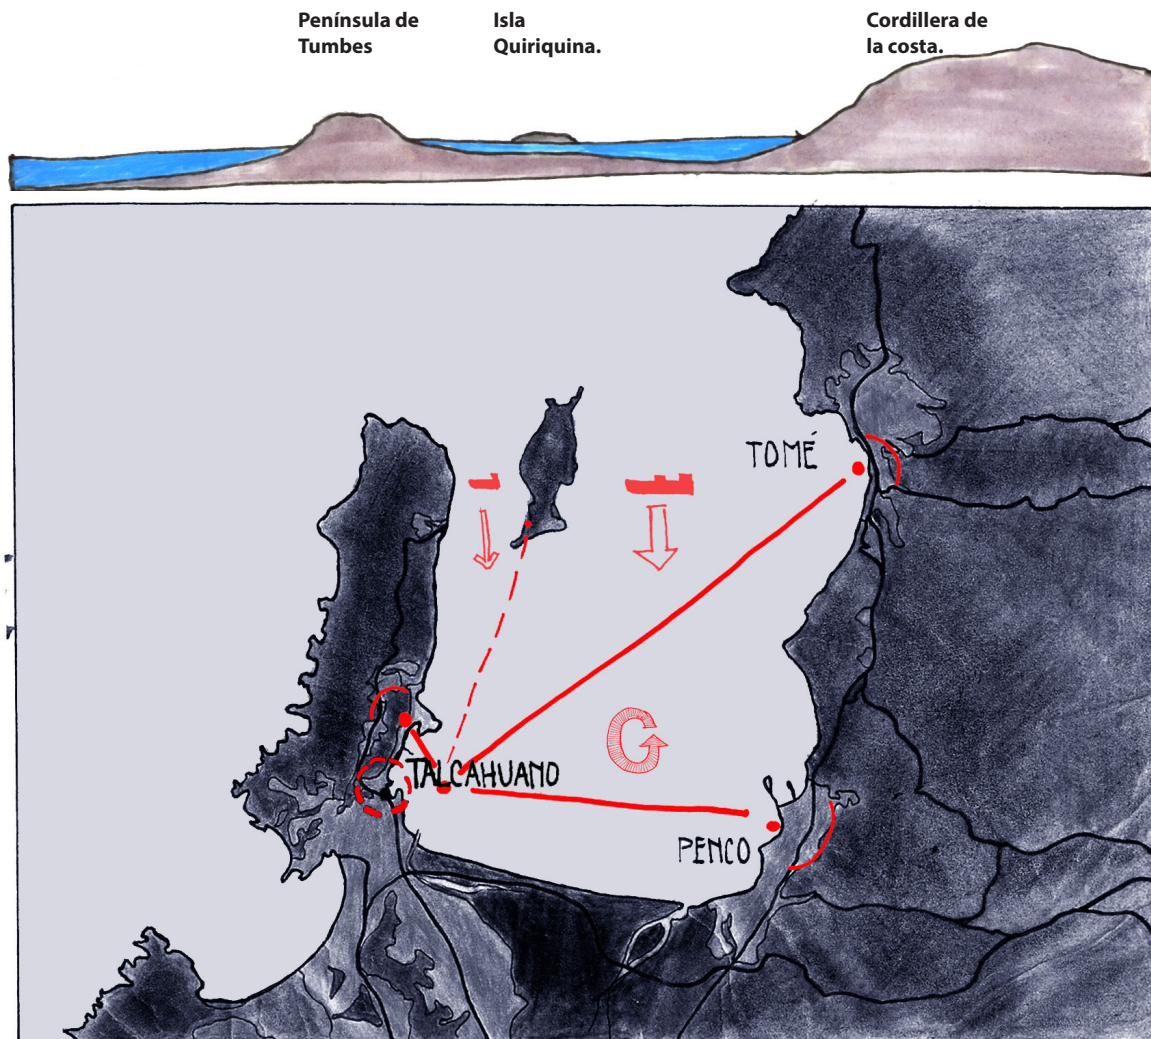 Península de
Tumbes
Isla
Quiriquina.
Cordillera de
la costa.
TOMÉ
TALCAHUANO
PENCO